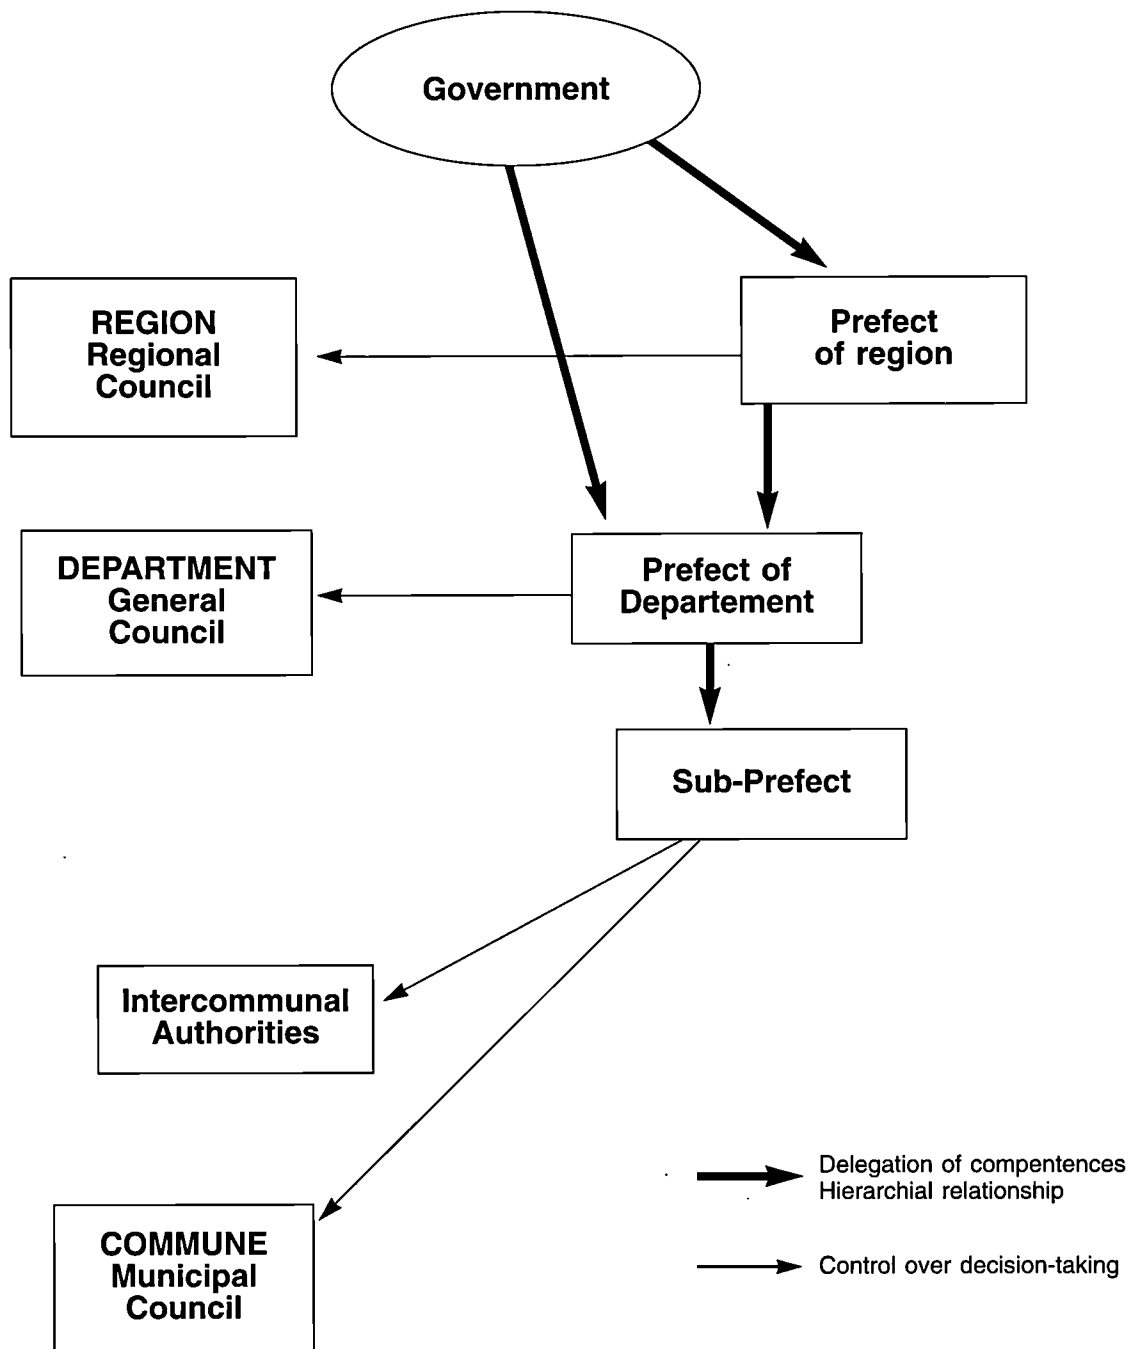 Government
REGION
Regional
Council
Prefect
of region
DEPARTMENT
General
Council
Prefect of
Departement
Sub-Prefect
Intercommunal
Authorities
COMMUNE
Municipal
Council
Delegation of compentences
Hierarchial relationship
Control over decision-taking